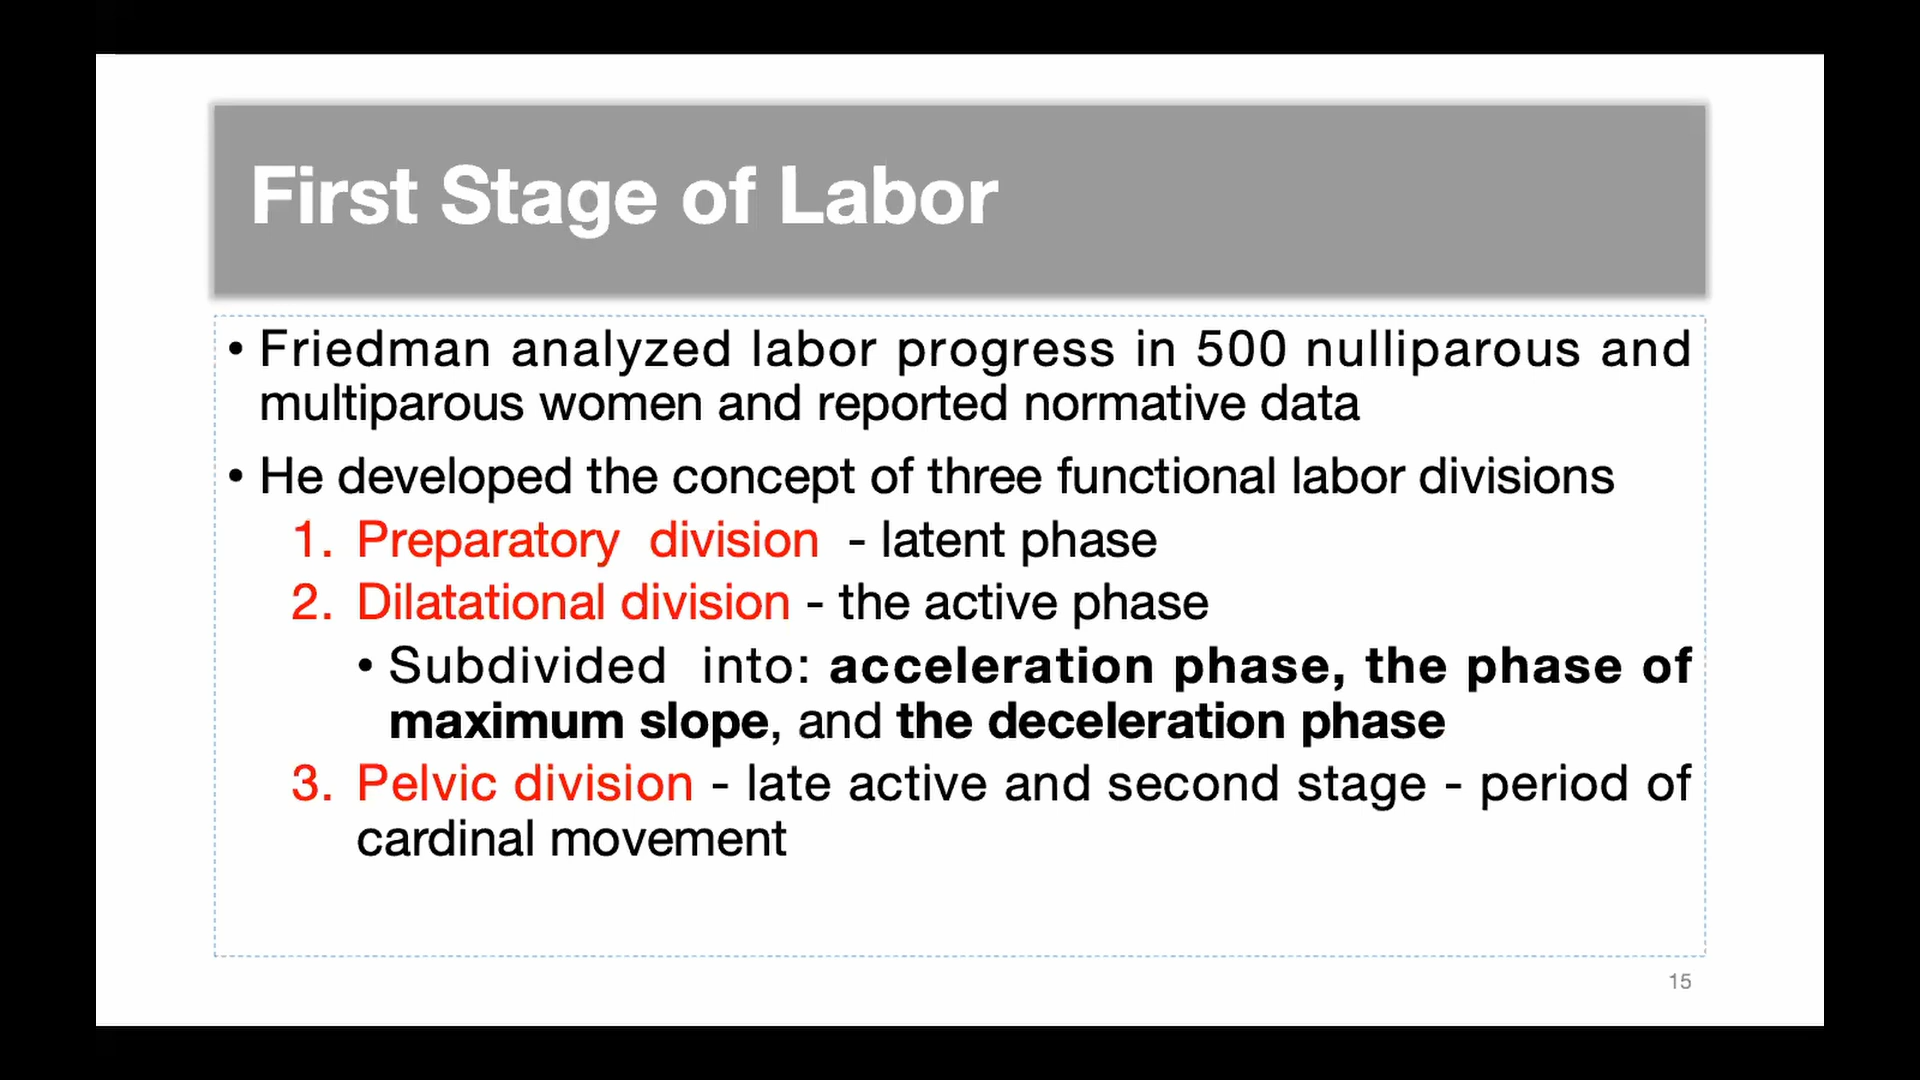 First Stage of Labor
• Friedman analyzed labor progress in 500 nulliparous and
multiparous women and reported normative data
• He developed the concept of three functional labor divisions
1. Preparatory division - latent phase
2. Dilatational division - the active phase
• Subdivided into: acceleration phase, the phase of
maximum slope, and the deceleration phase
3. Pelvic division - late active and second stage - period of
cardinal movement
15